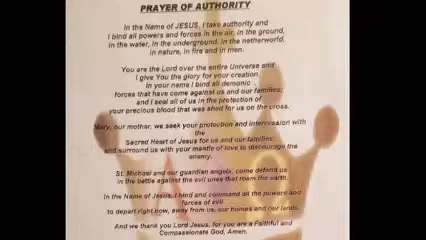 PRAYER OF AUTHORITY
In the Name of JESUS, I take authority and
I bind all powers and forces in the air, in the ground,
in the water, in the underground, in the netherworld,
in nature, in fire and in men.
You are the Lord over the entire Universe and
I give You the glory for your creation.
In your name I bind all demonic
forces that have come against us and our families;
and I seal all of us in the protection of
your precious blood that was shed for us on the cross.
Mary, our mother, we seek your protection and intercession with
the
Sacred Heart of Jesus for us and our families
and surround us with your mantle of love to discourage the
enemy.
St. Michael and our guardian angels, come defend us
in the battle against the evil ones that roam the earth.
In the Name of Jesus, I bind and command all the powers and
forces of evil
to depart right now, away from us, our homes and our lands.
And we thank you Lord Jesus, for you are a Faithful and
Compassionate God, Amen.